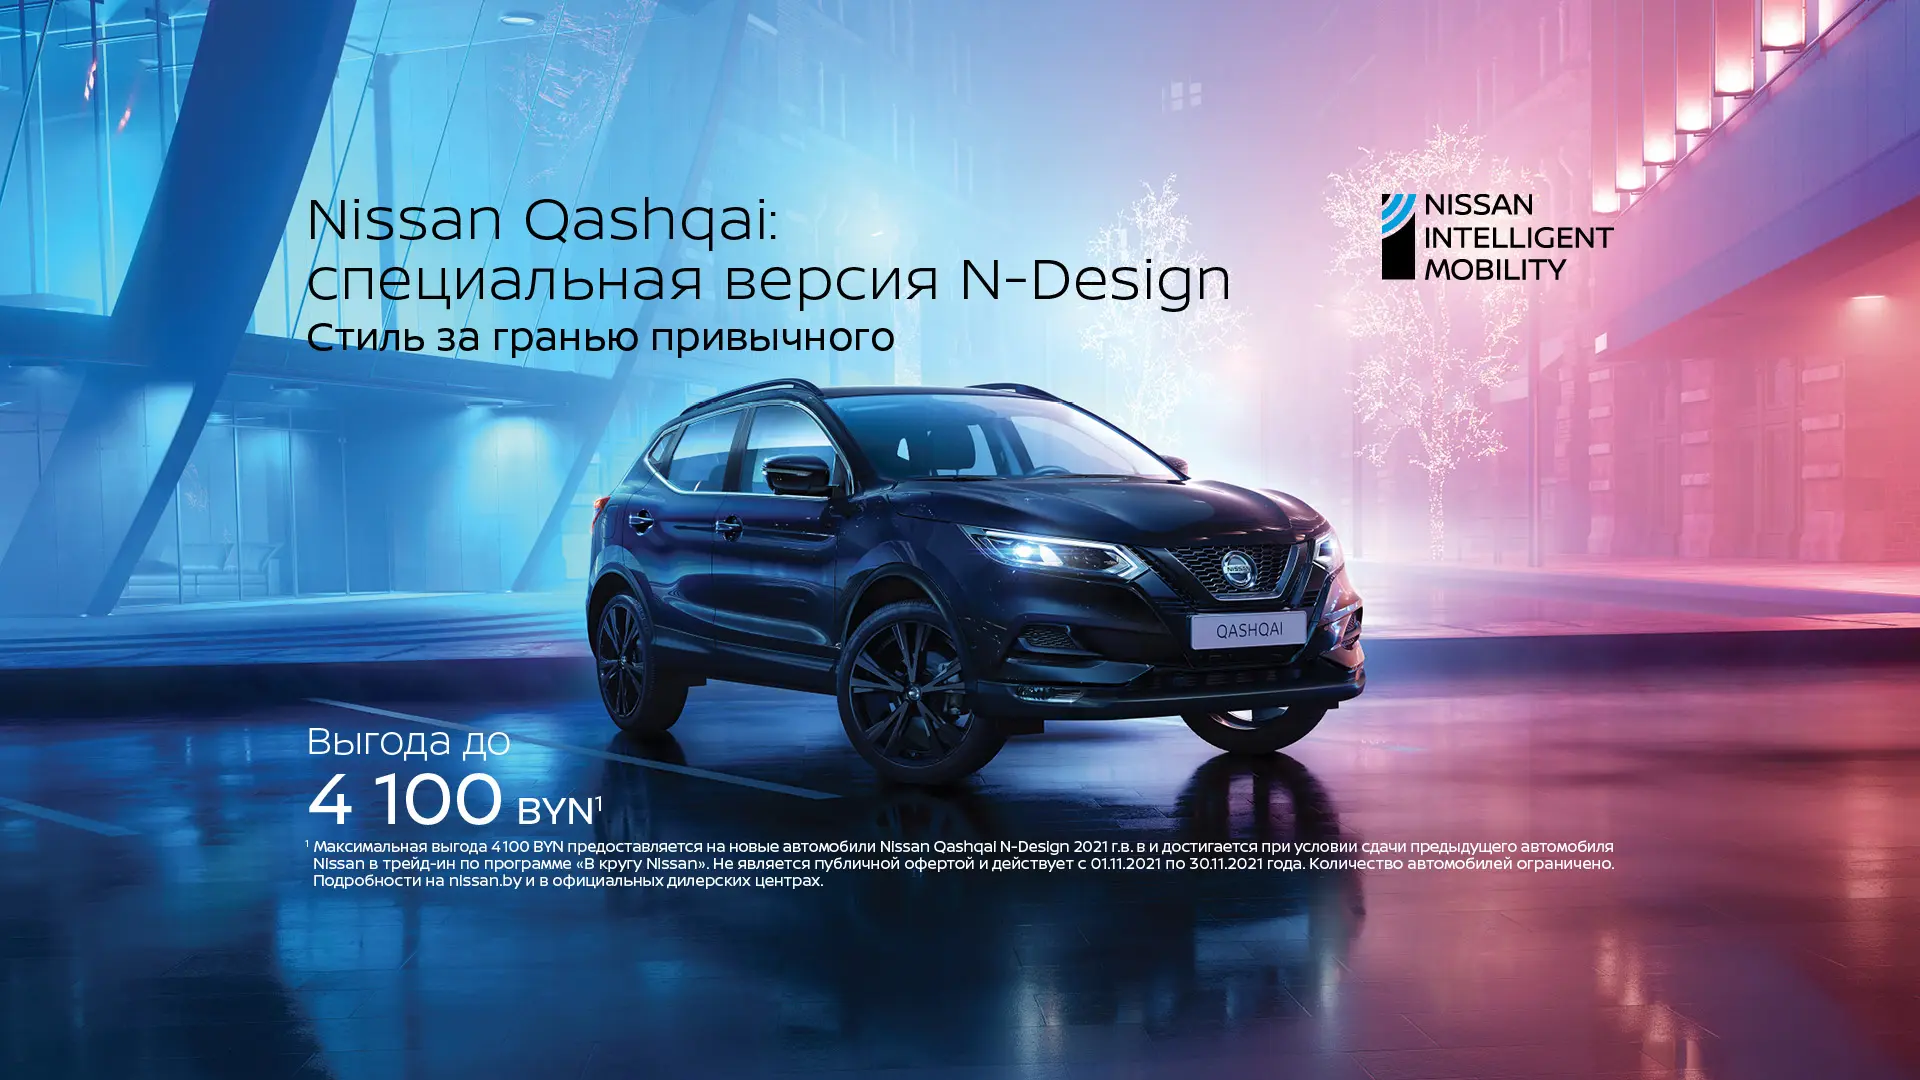 Nissan Qashqai:
специальная версия N-Design
Стиль за гранью привычного
NISSAN
INTELLIGENT
MOBILITY
NISSAN
QASHQAI
Выгода до
4 100 BYN¹
¹ Максимальная выгода 4100 BYN предоставляется на новые автомобили Nissan Qashqai N-Design 2021 г.в. в и достигается при условии сдачи предыдущего автомобиля
Nissan в трейд-ин по программе «В кругу Nissan». Не является публичной офертой и действует с 01.11.2021 по 30.11.2021 года. Количество автомобилей ограничено.
Подробности на nissan.by и в официальных дилерских центрах.